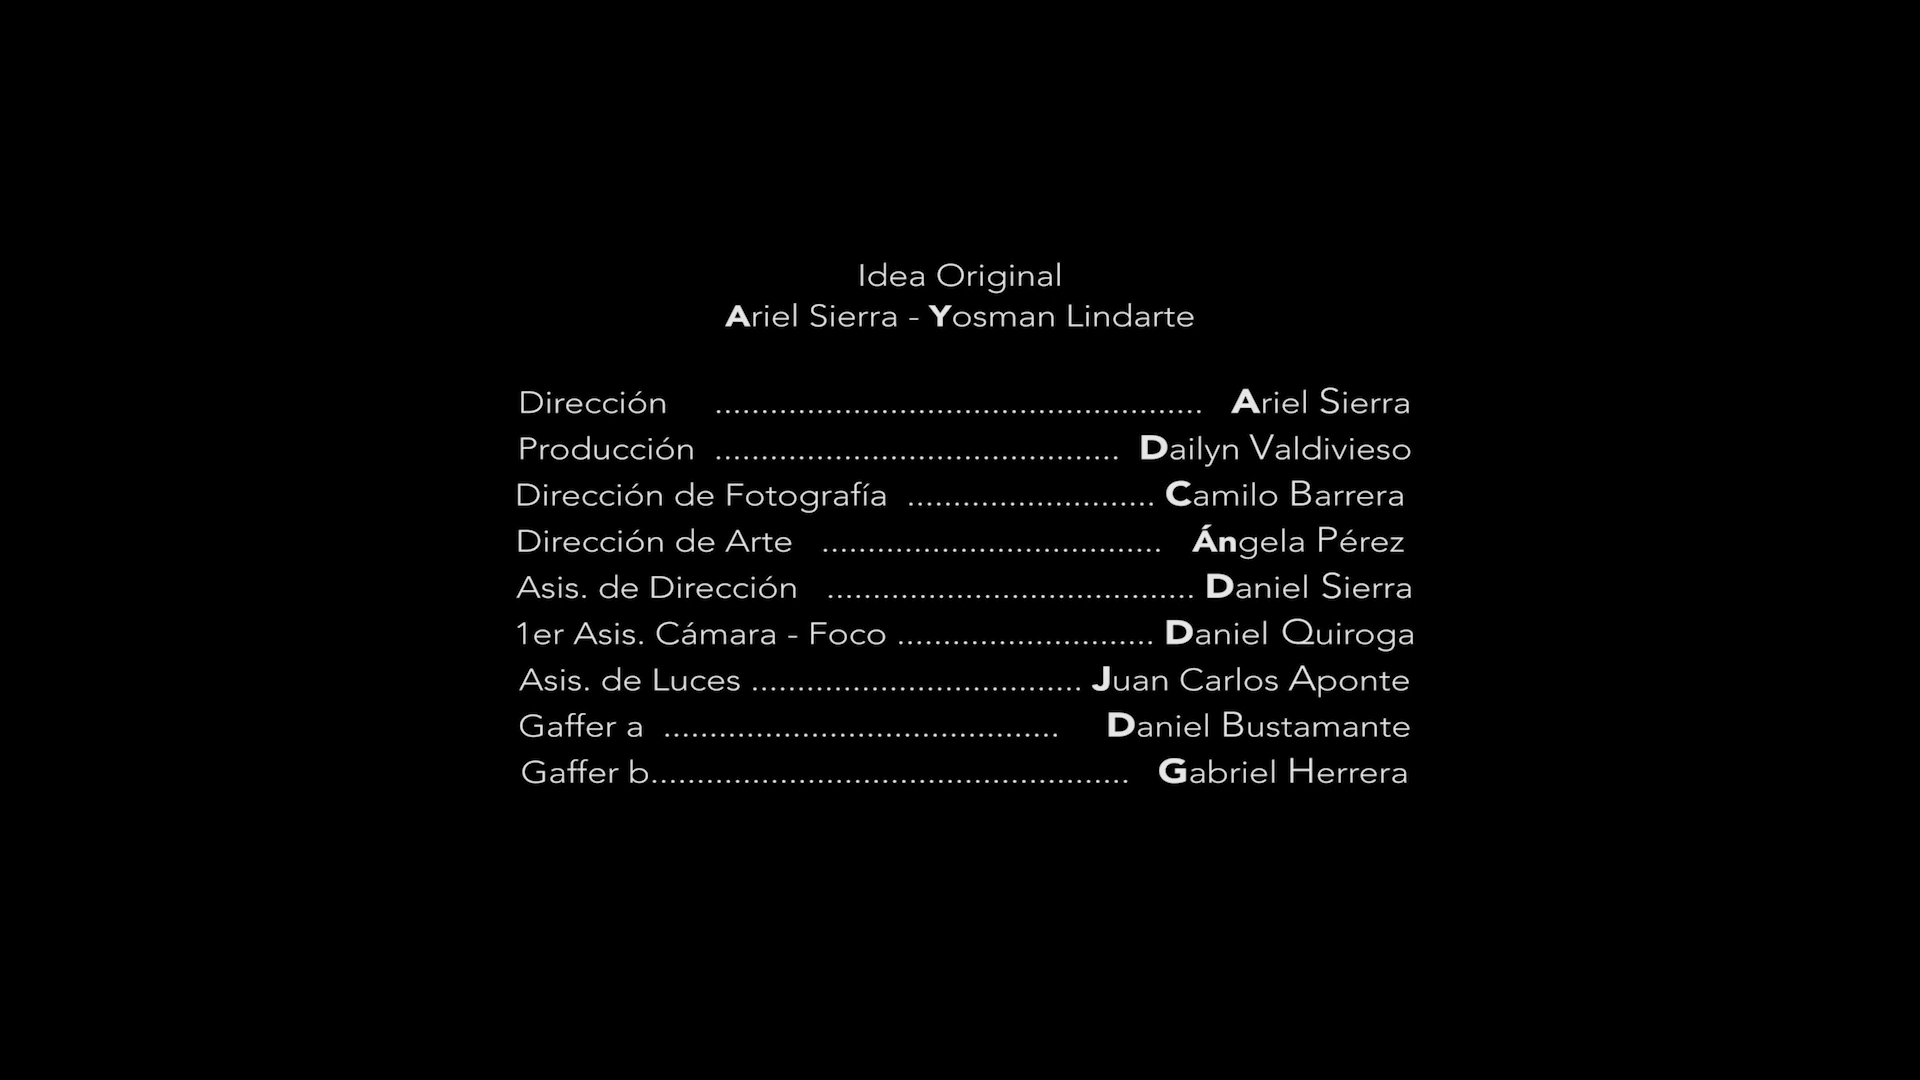 Idea Original
Ariel Sierra - Yosman Lindarte
Dirección ..................................................... Ariel Sierra
Producción ............................................ Dailyn Valdivieso
Dirección de Fotografía ........................... Camilo Barrera
Dirección de Arte ..................................... Ángela Pérez
Asis. de Dirección ........................................ Daniel Sierra
1er Asis. Cámara - Foco ............................ Daniel Quiroga
Asis. de Luces .................................... Juan Carlos Aponte
Gaffer a ........................................... Daniel Bustamante
Gaffer b.................................................... Gabriel Herrera